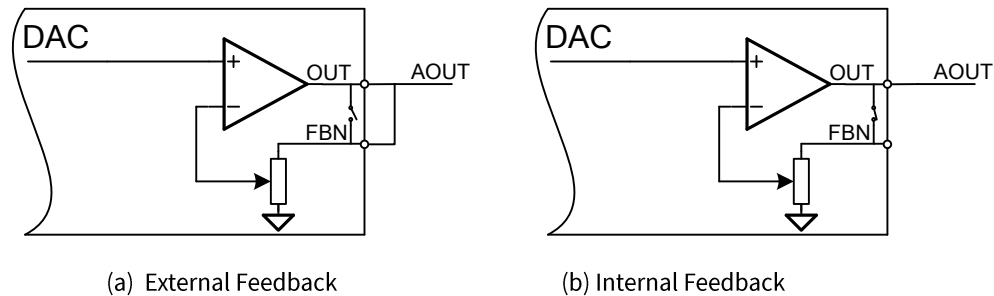 DAC
+
OUT
AOUT
−
FBN
DAC
+
OUT
AOUT
−
FBN
(a) External Feedback
(b) Internal Feedback